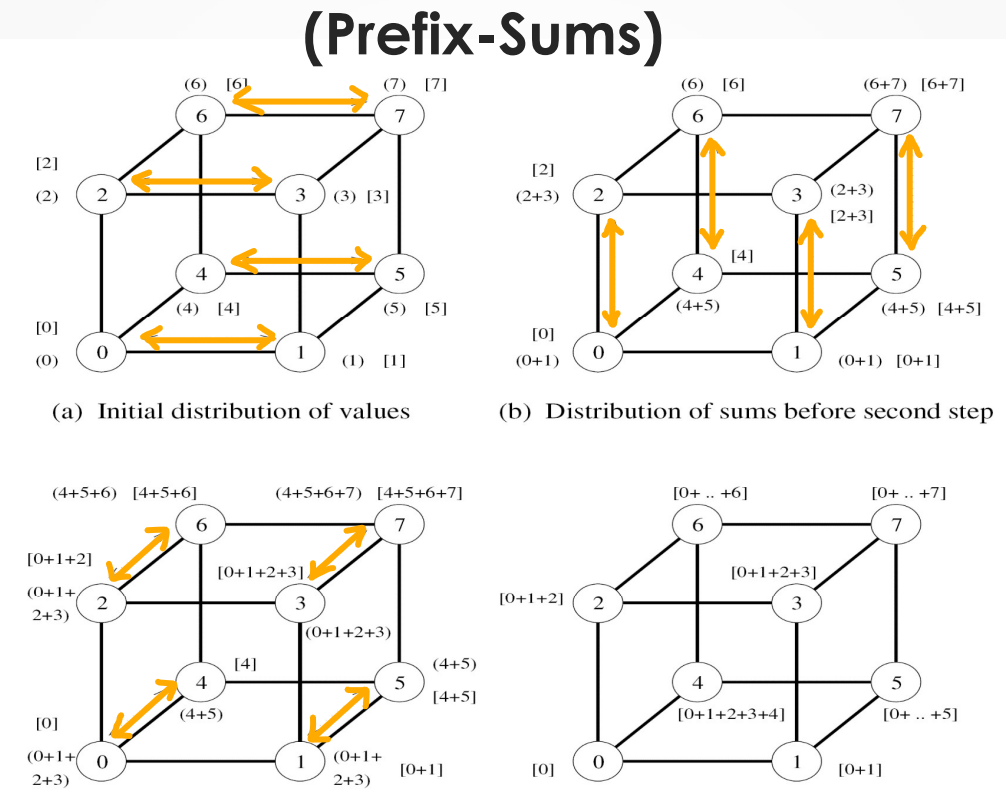 (Prefix-Sums)
(6) [6] (7) [7]
6 7
[2]
(2) 2 3 (3) [3]
4 5
(4) [4] (5) [5]
[0]
(0) 0 1 (1) [1]
(a) Initial distribution of values
(6) [6] (6+7) [6+7]
6 7
[2]
(2+3) 2 3 (2+3)
[2+3]
[4]
4 5
(4+5) (4+5) [4+5]
[0]
(0+1) 0 1 (0+1) [0+1]
(b) Distribution of sums before second step
(4+5+6) [4+5+6] (4+5+6+7) [4+5+6+7]
6 7
[0+1+2] [0+1+2+3]
(0+1+
2+3) 2 3
(0+1+2+3)
[4] (4+5)
4 5 [4+5]
(4+5)
[0]
(0+1+ 0 1 (0+1+
2+3) 2+3) [0+1]
[0+ .. +6] [0+ .. +7]
6 7
[0+1+2+3]
[0+1+2] 2 3
4 5
[0+1+2+3+4] [0+ .. +5]
[0] 0 1 [0+1]